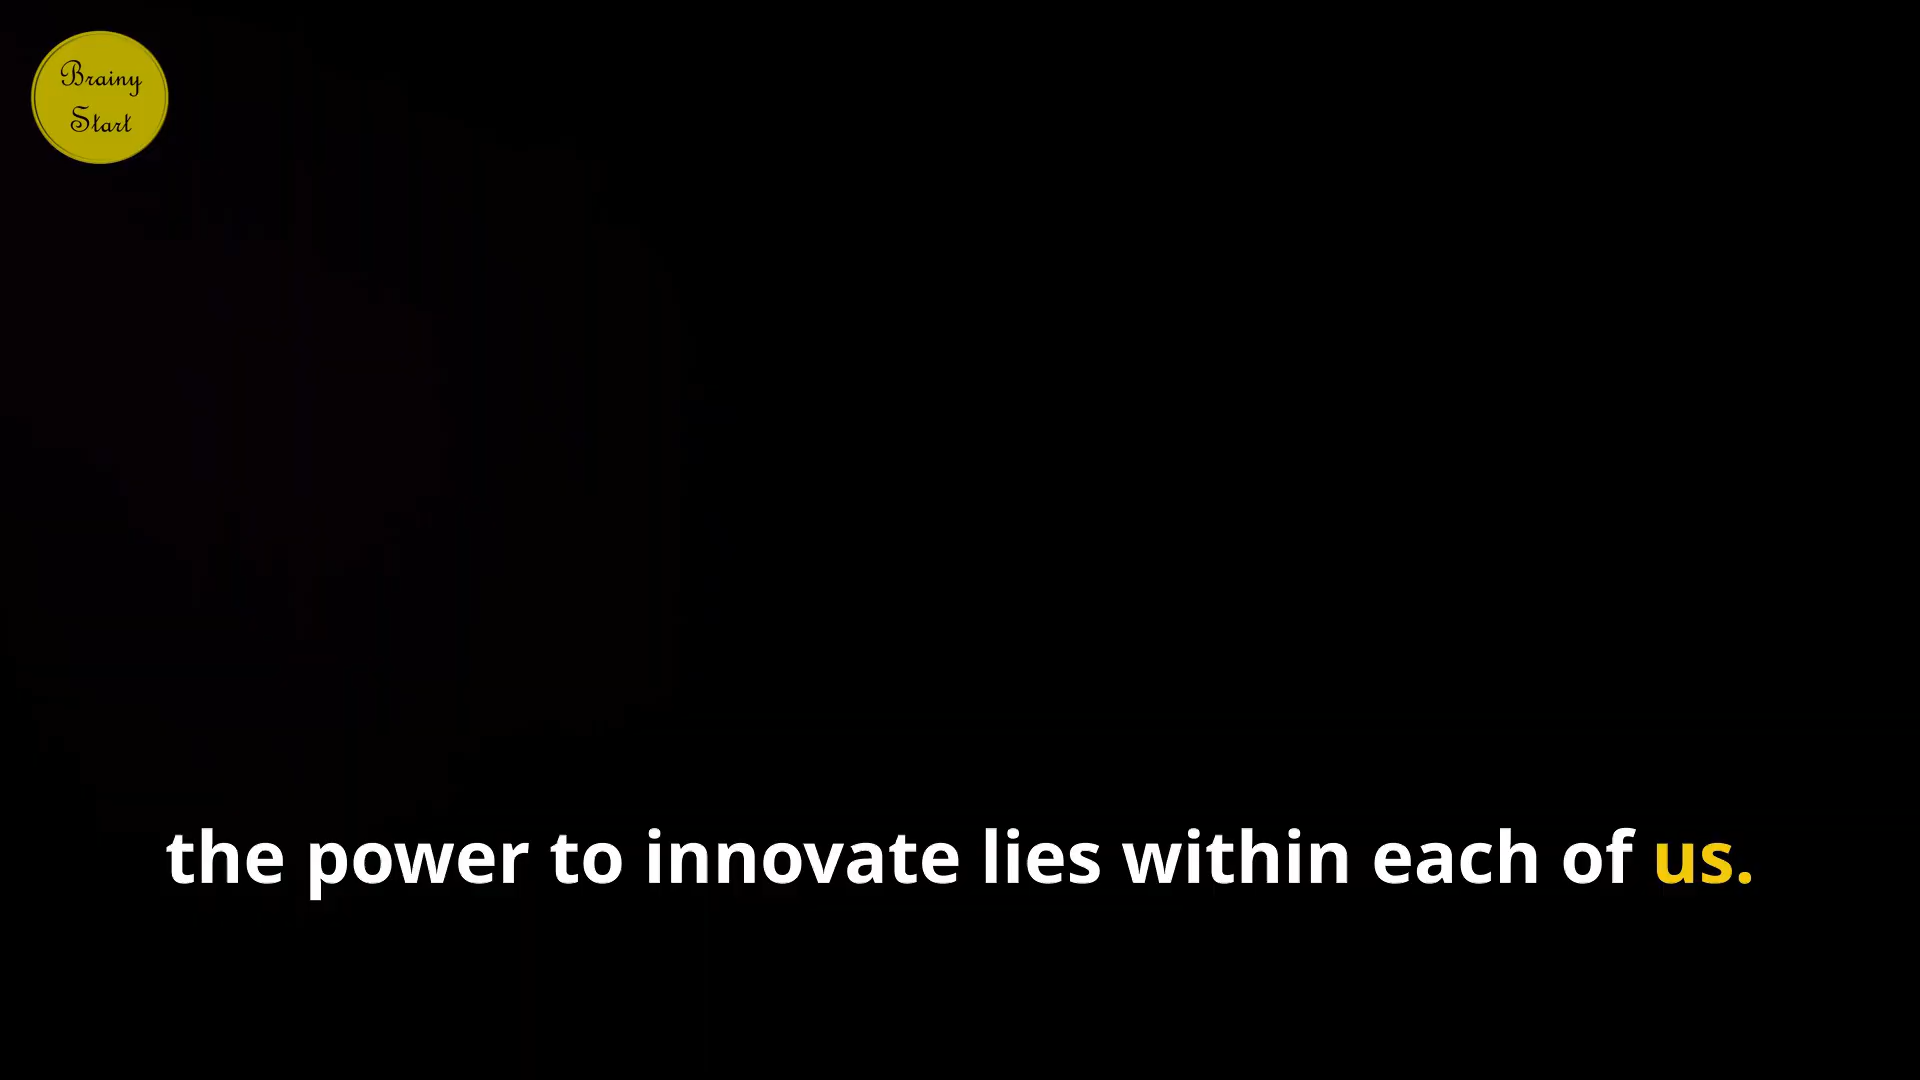 Brainy
Start
the power to innovate lies within each of us.